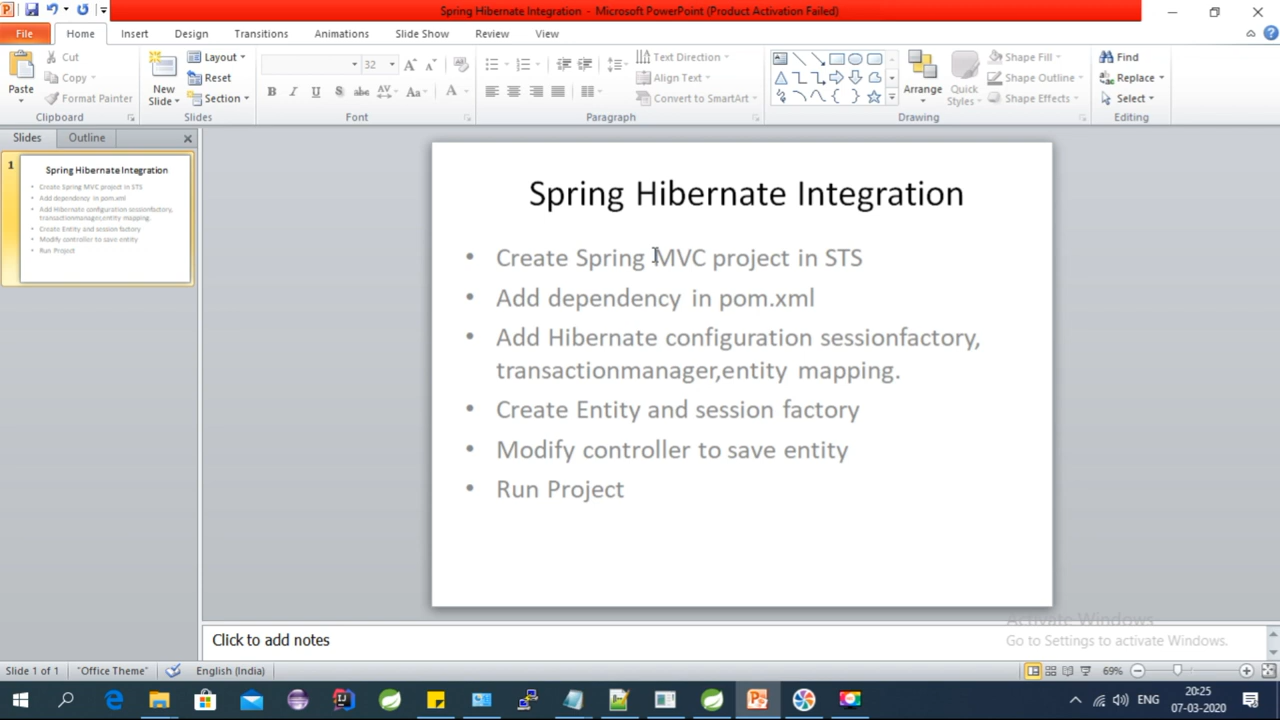 Spring Hibernate Integration - Microsoft PowerPoint (Product Activation Failed)
File Home Insert Design Transitions Animations Slide Show Review View
Cut Layout 32 Text Direction Shape Fill Find
Copy Reset Align Text Shape Outline Replace
Paste Format Painter New Slide Section Convert to SmartArt Arrange Quick Styles Shape Effects Select
Clipboard Slides Font Paragraph Drawing Editing
Slides Outline
1
Spring Hibernate Integration
• Create Spring MVC project in STS
• Add dependency in pom.xml
• Add Hibernate configuration sessionfactory,
transactionmanager,entity mapping.
• Create Entity and session factory
• Modify controller to save entity
• Run Project
Spring Hibernate Integration
• Create Spring MVC project in STS
• Add dependency in pom.xml
• Add Hibernate configuration sessionfactory,
transactionmanager,entity mapping.
• Create Entity and session factory
• Modify controller to save entity
• Run Project
Activate Windows
Go to Settings to activate Windows.
Click to add notes
Slide 1 of 1 "Office Theme" English (India) 69%
ENG 20:25
07-03-2020